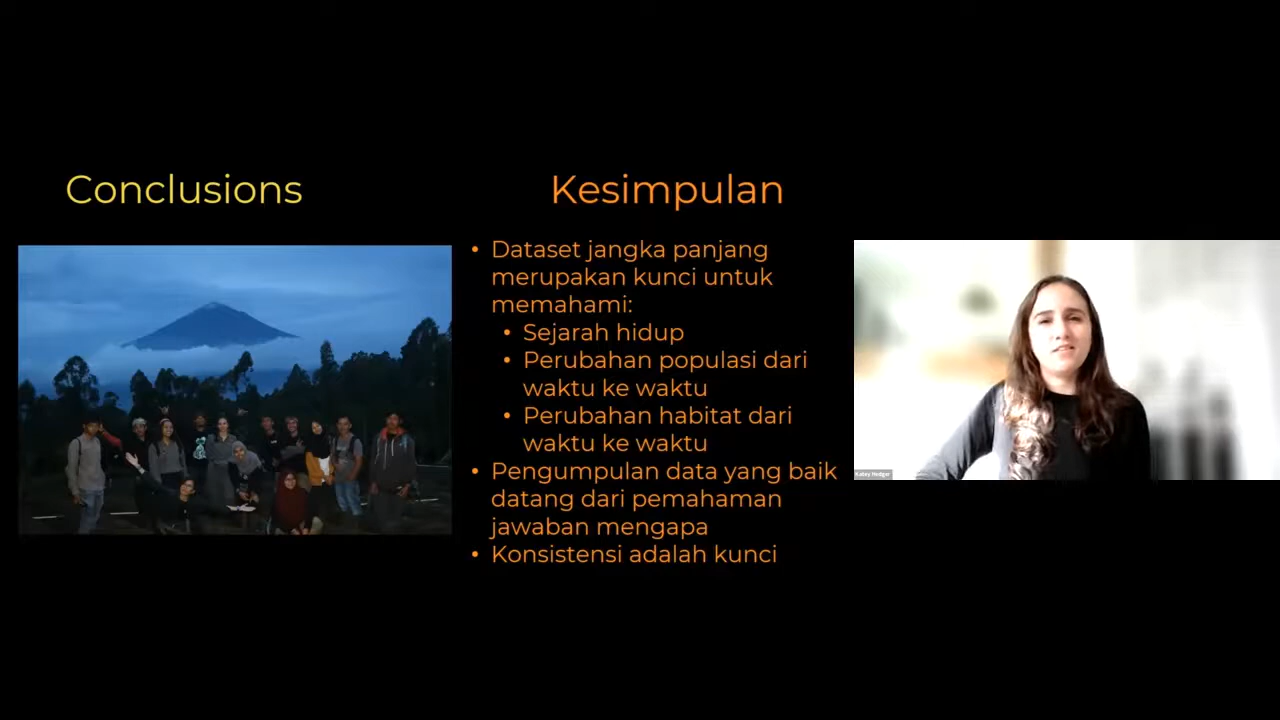 Conclusions
Kesimpulan
• Dataset jangka panjang
merupakan kunci untuk
memahami:
• Sejarah hidup
• Perubahan populasi dari
waktu ke waktu
• Perubahan habitat dari
waktu ke waktu
• Pengumpulan data yang baik
datang dari pemahaman
jawaban mengapa
• Konsistensi adalah kunci